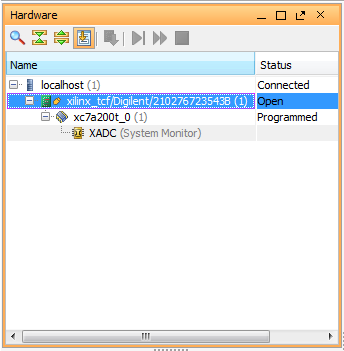 Hardware
Name Status
localhost (1) Connected
xilinx_tcf/Digilent/210276723543B (1) Open
xc7a200t_0 (1) Programmed
XADC (System Monitor)